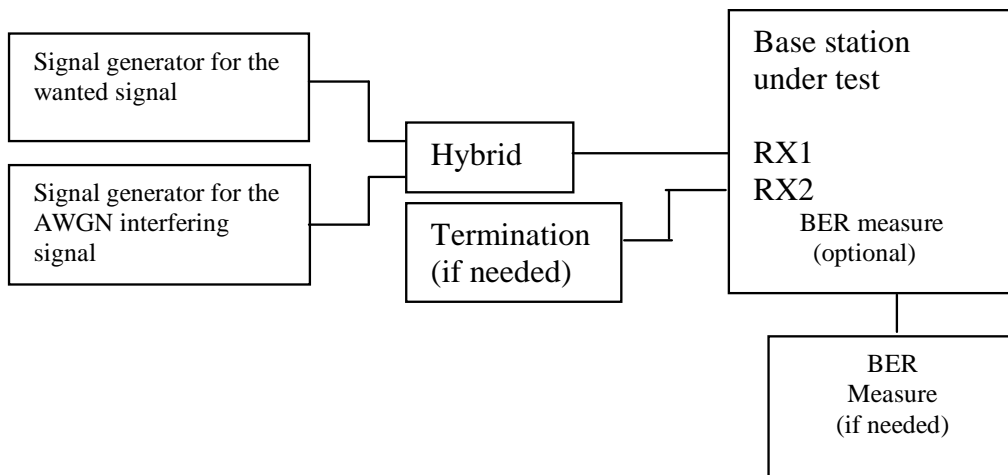 Signal generator for the
wanted signal
Signal generator for the
AWGN interfering
signal
Hybrid
Termination
(if needed)
Base station
under test
RX1
RX2
BER measure
(optional)
BER
Measure
(if needed)